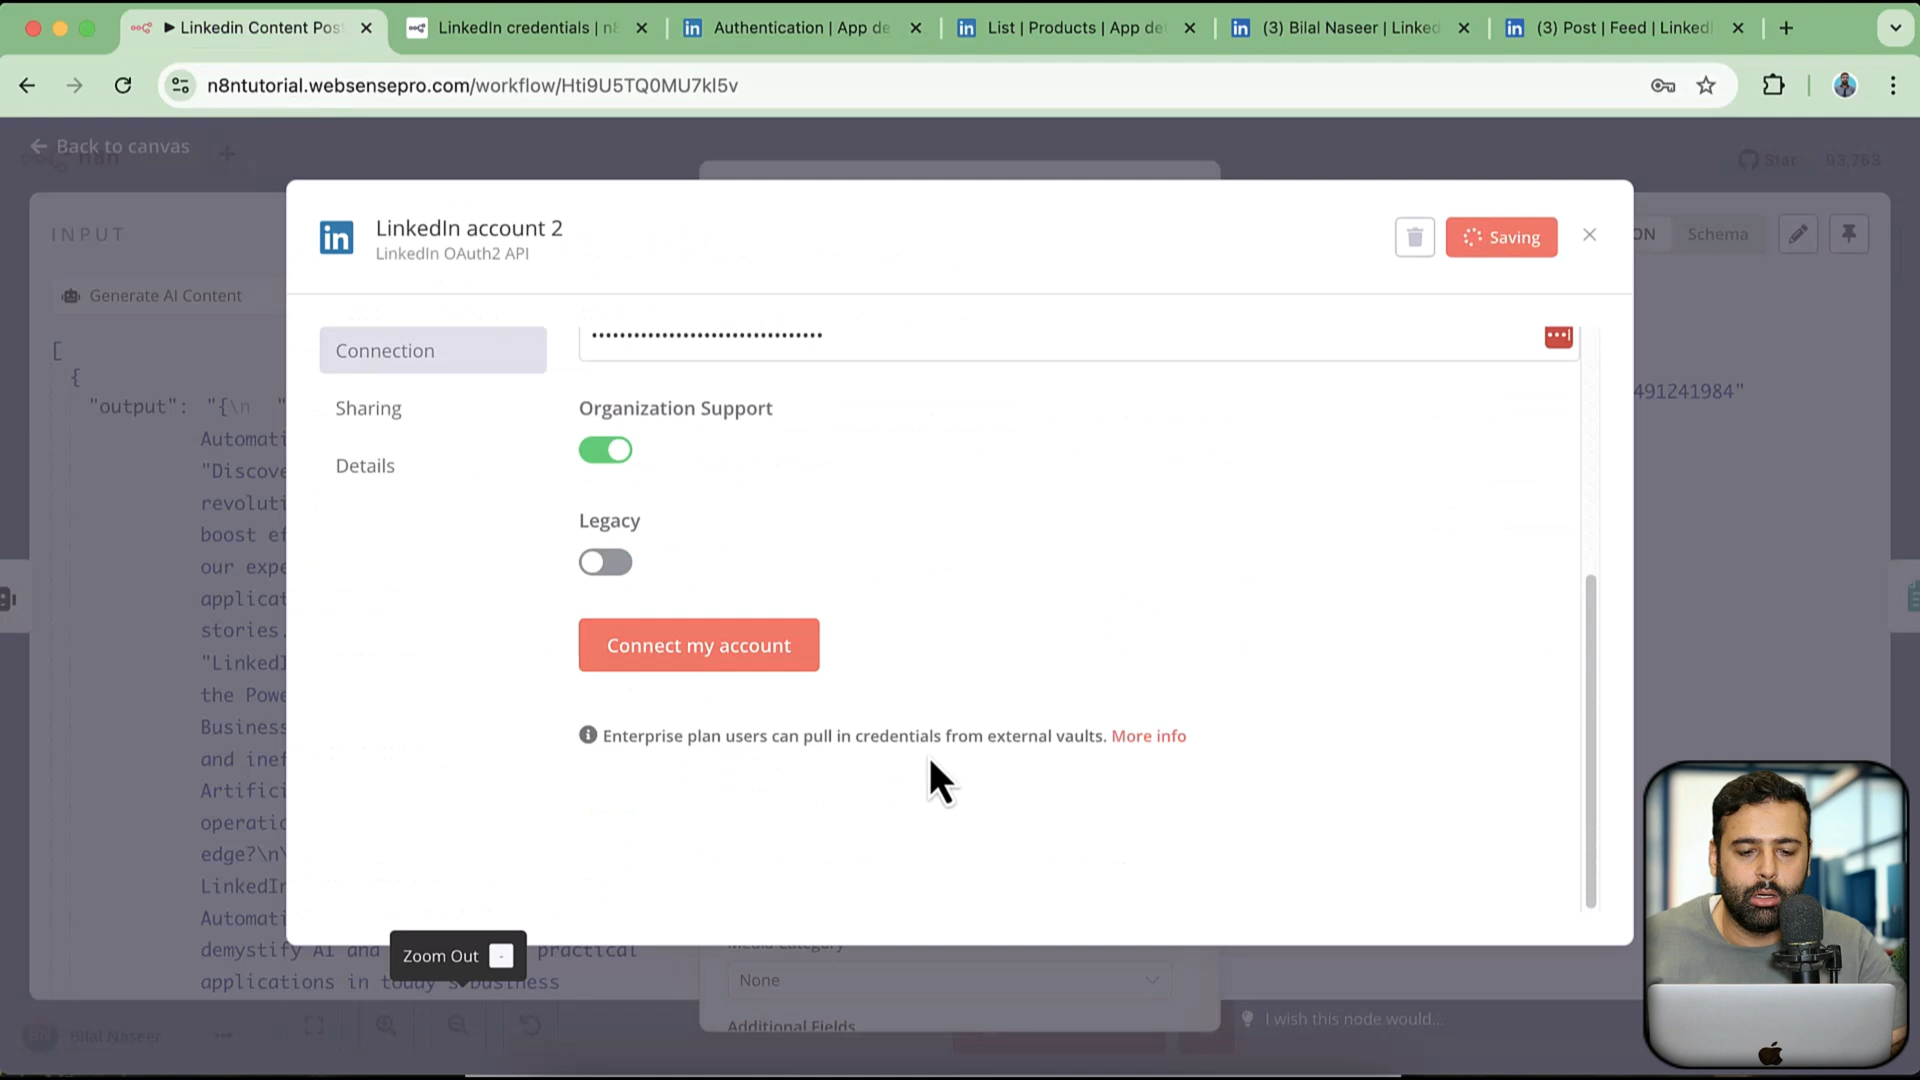 ▶ Linkedin Content Pos
LinkedIn credentials | n8
Authentication | App de
List | Products | App de
(3) Bilal Naseer | Linked
(3) Post | Feed | LinkedI
n8ntutorial.websensepro.com/workflow/Hti9U5TQ0MU7kI5v
Back to canvas
n8n
Star 93,763
INPUT
LinkedIn account 2
LinkedIn OAuth2 API
Saving
ON
Schema
Generate AI Content
Connection
Sharing
Details
Organization Support
Legacy
Connect my account
Enterprise plan users can pull in credentials from external vaults. More info
[
{
"output": "{\n "
Automati
"Discove
revoluti
boost ef
our expe
applicat
stories.
"LinkedI
the Powe
Business
and inef
Artifici
operatio
edge?\n\
LinkedIn
Automati
demystify AI and practical
applications in today's business
491241984"
Zoom Out -
Media Category
None
Additional Fields
I wish this node would...
BN Bilal Naseer